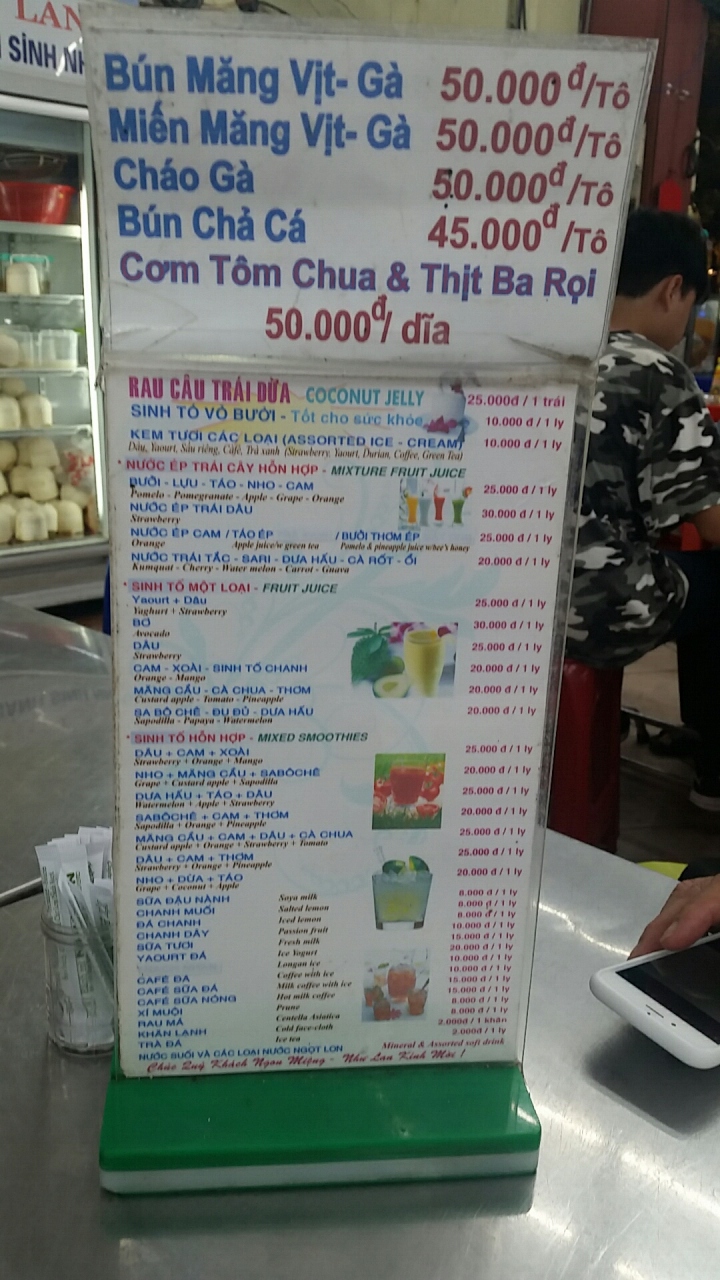 LAN
SINH
Bún Măng Vịt- Gà 50.000đ/Tô
Miến Măng Vịt- Gà 50.000đ/Tô
Cháo Gà 50.000đ/Tô
Bún Chả Cá 45.000đ/Tô
Cơm Tôm Chua & Thịt Ba Rọi
50.000đ/ dĩa
RAU CÂU TRÁI DỪA COCONUT JELLY 25.000đ / 1 trái
SINH TỐ VỎ BƯỞI - Tốt cho sức khỏe 10.000 đ / 1 ly
KEM TƯƠI CÁC LOẠI (ASSORTED ICE - CREAM) 10.000 đ / 1 ly
Dâu, Yaourt, Sầu riêng, Café, Trà xanh (Strawberry, Yaourt, Durian, Coffee, Green Tea)
* NƯỚC ÉP TRÁI CÂY HỖN HỢP - MIXTURE FRUIT JUICE
BƯỞI - LỰU - TÁO - NHO - CAM 25.000 đ / 1 ly
Pomelo - Pomegranate - Apple - Grape - Orange
NƯỚC ÉP TRÁI DÂU 30.000 đ / 1 ly
Strawberry
NƯỚC ÉP CAM / TÁO ÉP / BƯỞI THƠM ÉP 25.000 đ / 1 ly
Orange Apple juice/w green tea Pomelo & pineapple juice w/bee's honey
NƯỚC TRÁI TẮC - SARI - DƯA HẤU - CÀ RỐT - ỔI 20.000 đ / 1 ly
Kumquat - Cherry - Water melon - Carrot - Guava
* SINH TỐ MỘT LOẠI - FRUIT JUICE
Yaourt + Dâu 25.000 đ / 1 ly
Yaghurt + Strawberry
BƠ 30.000 đ / 1 ly
Avocado
DÂU 25.000 đ / 1 ly
Strawberry
CAM - XOÀI - SINH TỐ CHANH 20.000 đ / 1 ly
Orange - Mango
MÃNG CẦU - CÀ CHUA - THƠM 20.000 đ / 1 ly
Custard apple - Tomato - Pineapple
SA BÔ CHÊ - ĐU ĐỦ - DƯA HẤU 20.000 đ / 1 ly
Sapodilla - Papaya - Watermelon
* SINH TỐ HỖN HỢP - MIXED SMOOTHIES
DÂU + CAM + XOÀI 25.000 đ / 1 ly
Strawberry + Orange + Mango
NHO + MÃNG CẦU + SABÔCHÊ 20.000 đ / 1 ly
Grape + Custard apple + Sapodilla
DƯA HẤU + TÁO + DÂU 25.000 đ / 1 ly
Watermelon + Apple + Strawberry
SABÔCHÊ + CAM + THƠM 20.000 đ / 1 ly
Sapodilla + Orange + Pineapple
MÃNG CẦU + CAM + DÂU + CÀ CHUA 25.000 đ / 1 ly
Custard apple + Orange + Strawberry + Tomato
DÂU + CAM + THƠM 25.000 đ / 1 ly
Strawberry + Orange + Pineapple
NHO + DỪA + TÁO 20.000 đ / 1 ly
Grape + Coconut + Apple
SỮA ĐẬU NÀNH Soya milk 8.000 đ / 1 ly
CHANH MUỐI Salted lemon 8.000 đ / 1 ly
ĐÁ CHANH Iced lemon 8.000 đ / 1 ly
CHANH DÂY Passion fruit 10.000 đ / 1 ly
SỮA TƯƠI Fresh milk 15.000 đ / 1 ly
YAOURT ĐÁ Ice Yogurt 20.000 đ / 1 ly
Longan ice 10.000 đ / 1 ly
CAFÉ ĐÁ Coffee with ice 10.000 đ / 1 ly
CAFÉ SỮA ĐÁ Milk coffee with ice 15.000 đ / 1 ly
CAFÉ SỮA NÓNG Hot milk coffee 15.000 đ / 1 ly
XÍ MUỘI Prune 8.000 đ / 1 ly
RAU MÁ Centella Asiatica 8.000 đ / 1 ly
KHĂN LẠNH Cold face-cloth 2.000đ / 1 khăn
TRÀ ĐÁ Ice tea 2.000đ / 1 ly
NƯỚC SUỐI VÀ CÁC LOẠI NƯỚC NGỌT LON Mineral & Assorted soft drink
Chúc Quý Khách Ngon Miệng - Như Lan Kính Mời !